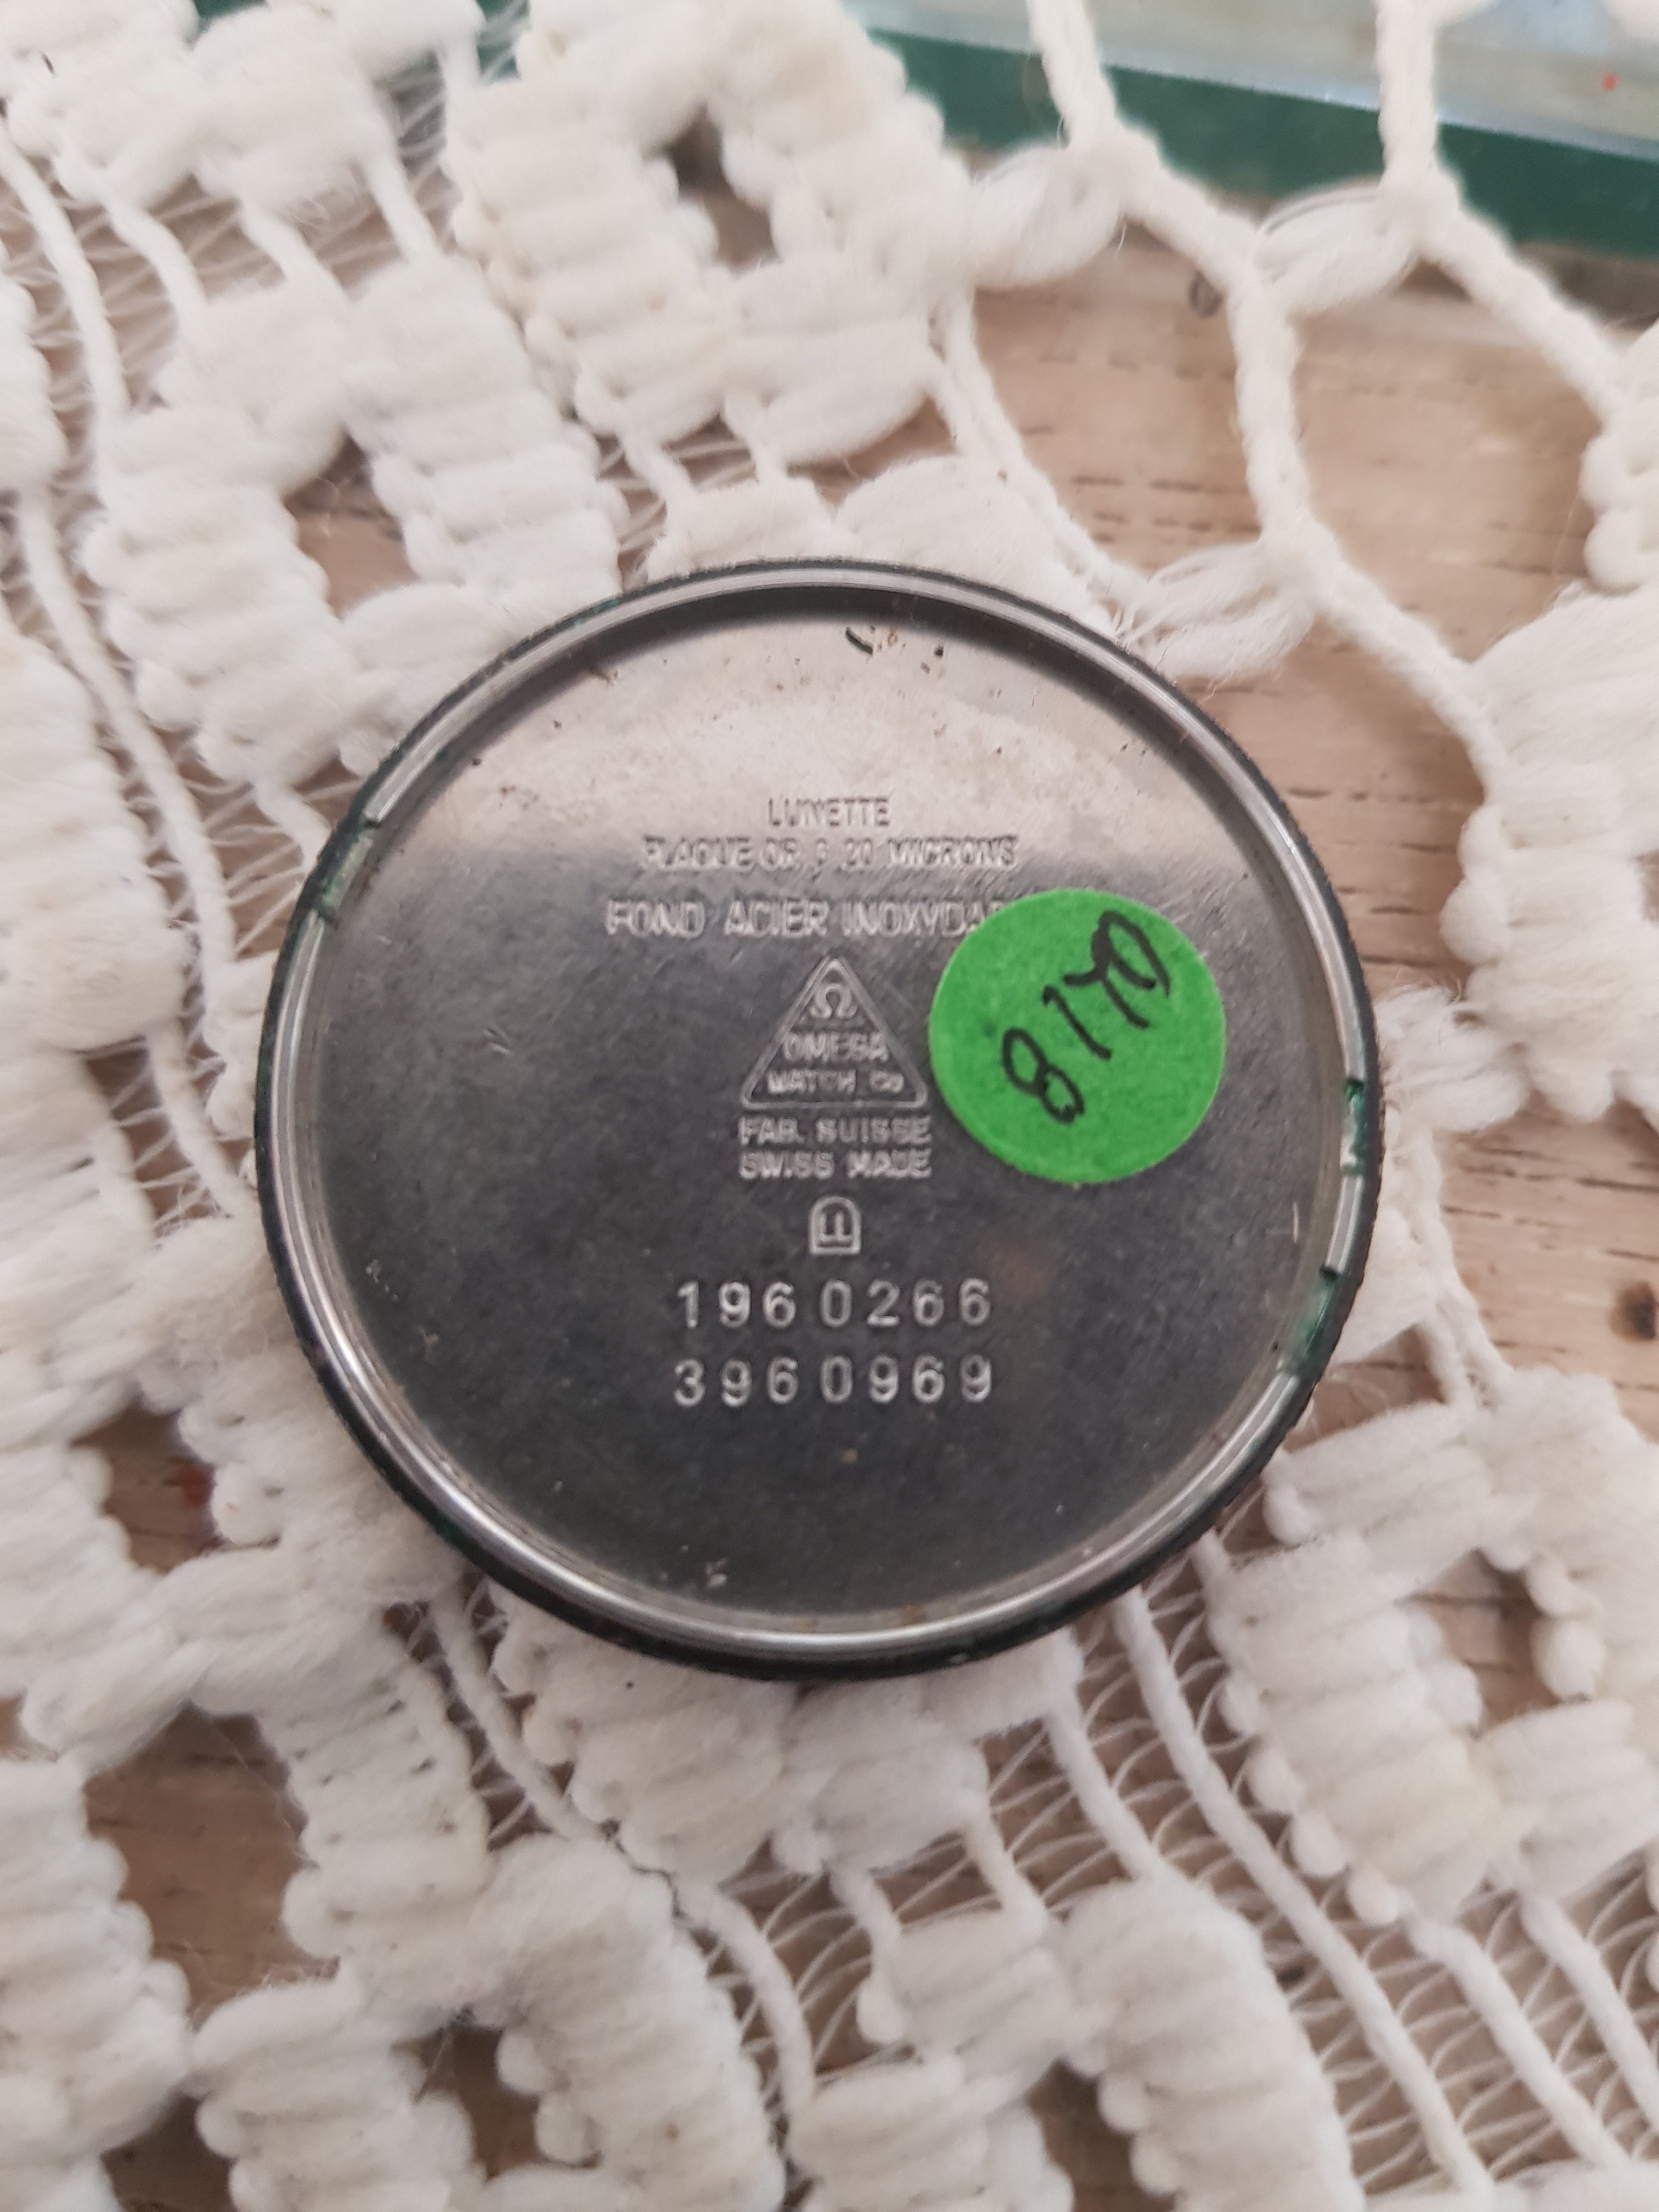 LUNETTE
PLAQUE OR G 20 MICRONS
FOND ACIER INOXYDA
Ω
OMEGA
WATCH Co
FAB. SUISSE
SWISS MADE
1960266
3960969
8170